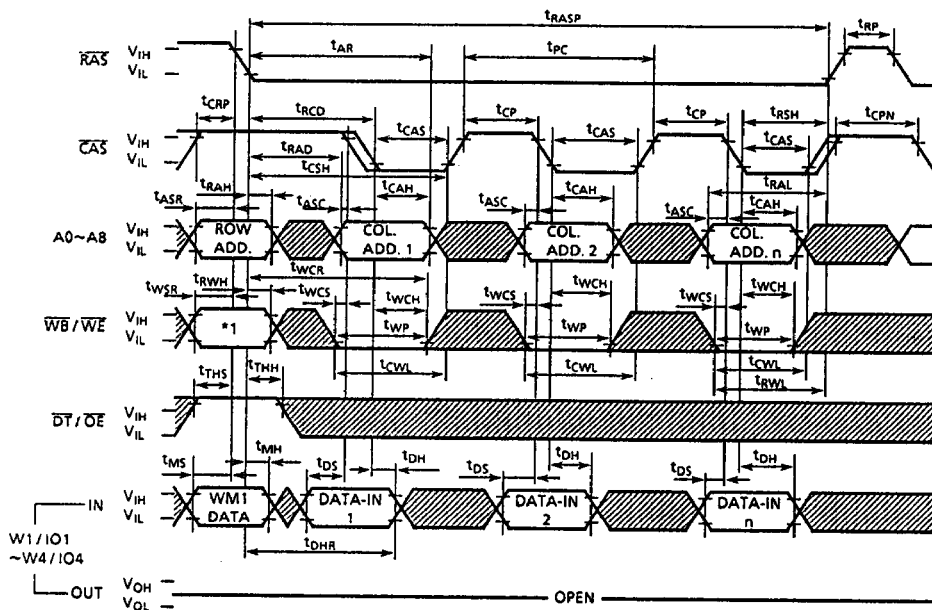 tRASP
tAR tPC tRP
RAS VIH
VIL
tCRP tRCD tCP tCP tRSH
tCAS tCAS tCAS tCPN
CAS VIH
VIL
tRAD
tCSH
tRAH tCAH tCAH tRAL
tASR tASC tASC tASC tCAH
A0~A8 VIH
VIL
ROW ADD. COL. ADD. 1 COL. ADD. 2 COL. ADD. n
tWCR
tWSR tRWH tWCS tWCH tWCS tWCH tWCS tWCH
WB / WE VIH
VIL
*1 tWP tWP tWP
tCWL tCWL tCWL
tRWL
tTHS tTHH
DT / OE VIH
VIL
tMS tMH tDS tDH tDS tDH tDS tDH
IN VIH
VIL
WM1 DATA DATA-IN 1 DATA-IN 2 DATA-IN n
W1 / IO1
~W4 / IO4
tDHR
OUT VOH
VOL
OPEN